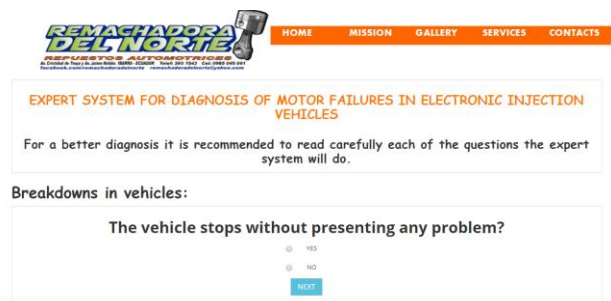 REMACHADORA
DEL NORTE
REPUESTOS AUTOMOTRICES
HOME MISSION GALLERY SERVICES CONTACTS
EXPERT SYSTEM FOR DIAGNOSIS OF MOTOR FAILURES IN ELECTRONIC INJECTION
VEHICLES
For a better diagnosis it is recommended to read carefully each of the questions the expert
system will do.
Breakdowns in vehicles:
The vehicle stops without presenting any problem?
YES
NO
NEXT